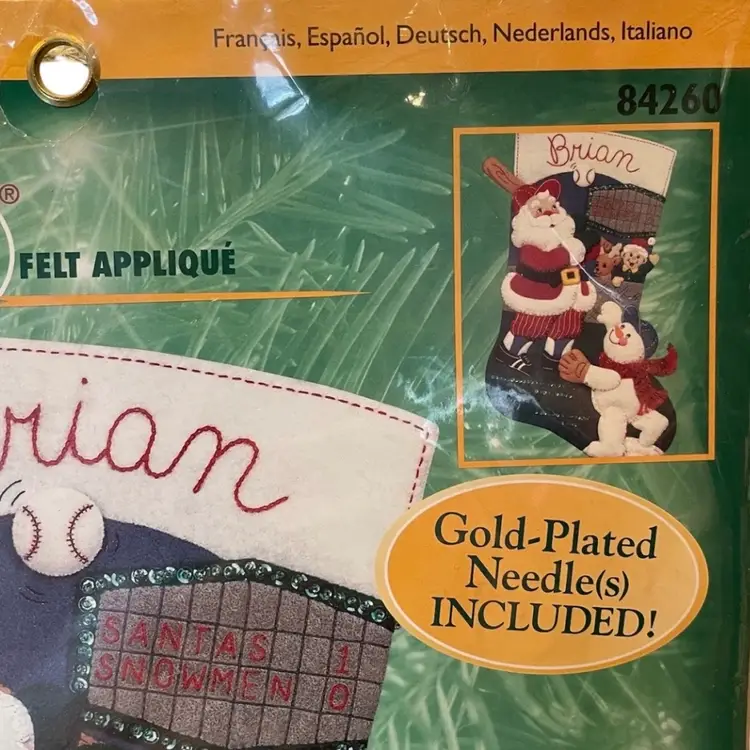 Français, Español, Deutsch, Nederlands, Italiano
84260
Brian
®
FELT APPLIQUÉ
rian
Gold-Plated
Needle(s)
INCLUDED!
SANTAS 1
SNOWMEN 0